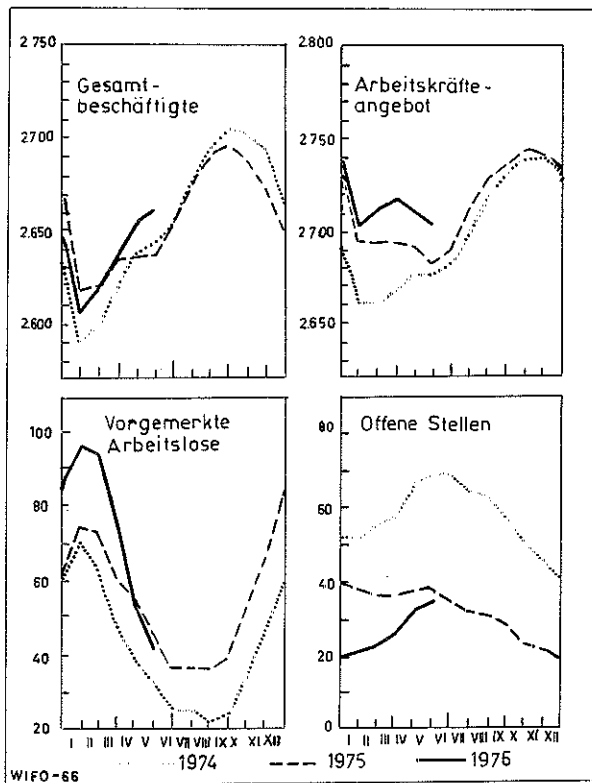 2.750
Gesamt-
beschäftigte
2.700
2.650
2.600
2.800
Arbeitskräfte-
angebot
2.750
2.700
2.650
Vorgemerkte
Arbeitslose
100
80
60
40
20
I II III IV V VI VII VIII IX X XI XII
Offene Stellen
80
60
40
20
0
I II III IV V VI VII VIII IX X XI XII
1974 1975 1976
WIFO-66